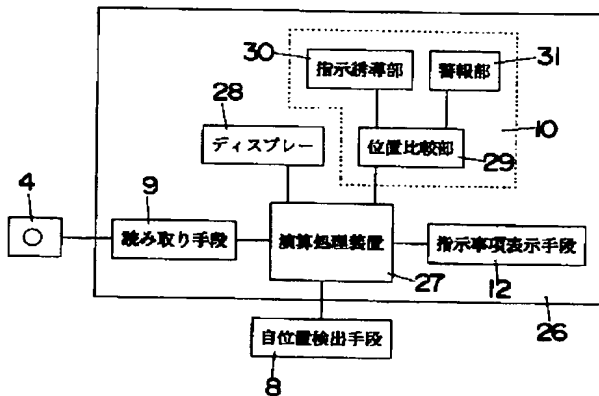 30
31
指示誘導部
警報部
28
10
ディスプレー
位置比較部
29
4
9
読み取り手段
演算処理装置
指示事項表示手段
27
12
26
自位置検出手段
8